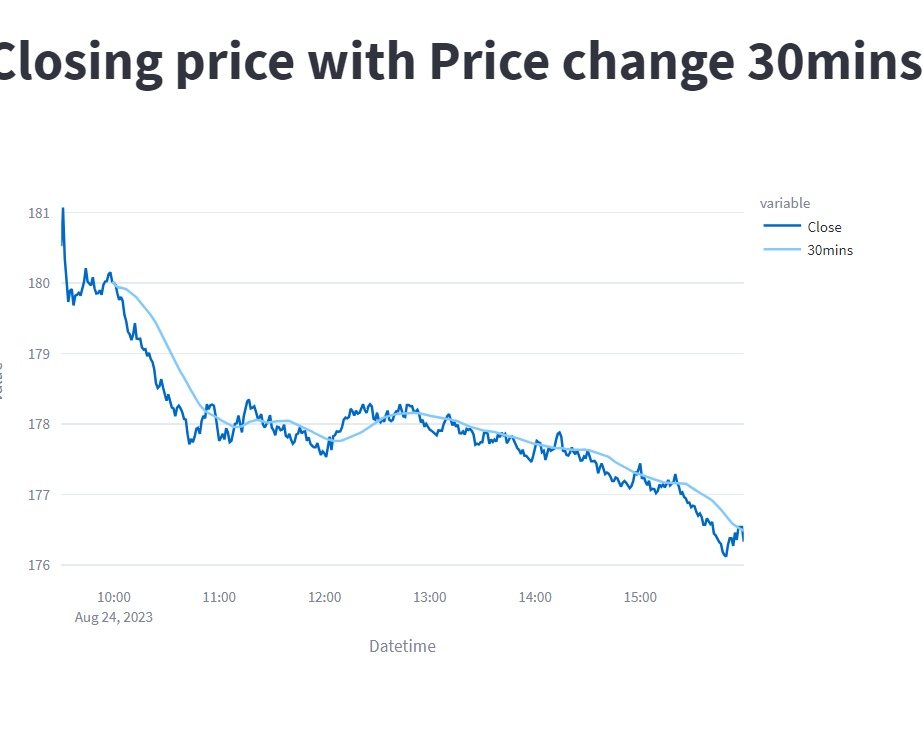 Closing price with Price change 30mins
variable
Close
30mins
181
180
179
178
177
176
10:00 11:00 12:00 13:00 14:00 15:00
Aug 24, 2023
Datetime